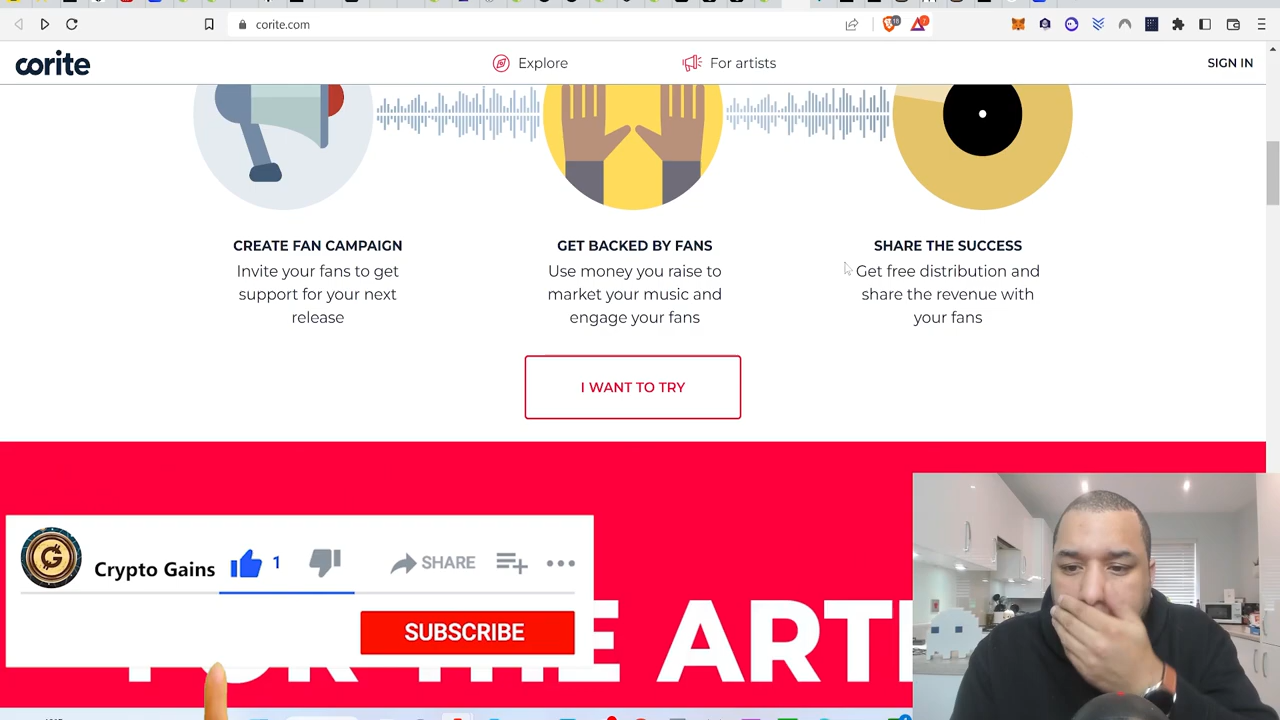 corite.com
corite
Explore
For artists
SIGN IN
CREATE FAN CAMPAIGN
Invite your fans to get
support for your next
release
GET BACKED BY FANS
Use money you raise to
market your music and
engage your fans
SHARE THE SUCCESS
Get free distribution and
share the revenue with
your fans
I WANT TO TRY
Crypto Gains
1
SHARE
SUBSCRIBE
FOR THE ARTI